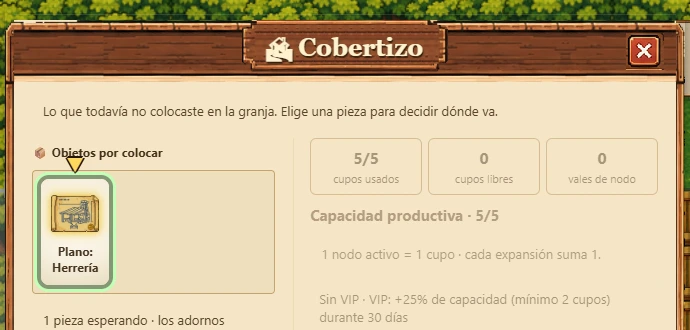 Cobertizo
Lo que todavía no colocaste en la granja. Elige una pieza para decidir dónde va.
Objetos por colocar
Plano:
Herrería
1 pieza esperando · los adornos
5/5
cupos usados
0
cupos libres
0
vales de nodo
Capacidad productiva · 5/5
1 nodo activo = 1 cupo · cada expansión suma 1.
Sin VIP · VIP: +25% de capacidad (mínimo 2 cupos)
durante 30 días